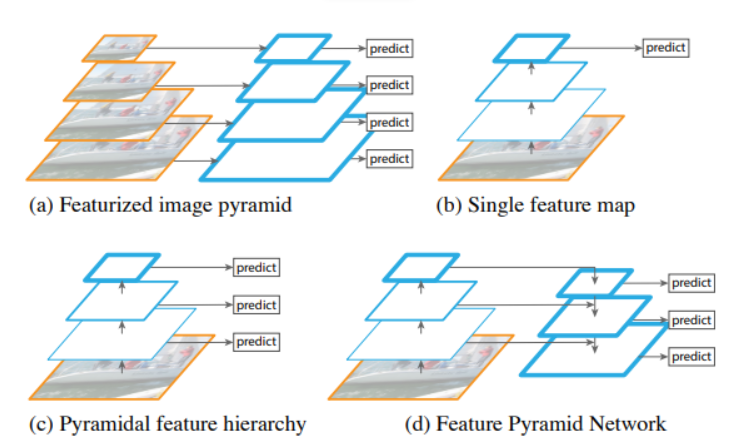 predict
predict
predict
predict
predict
(a) Featurized image pyramid
(b) Single feature map
predict
predict
predict
predict
predict
predict
(c) Pyramidal feature hierarchy
(d) Feature Pyramid Network